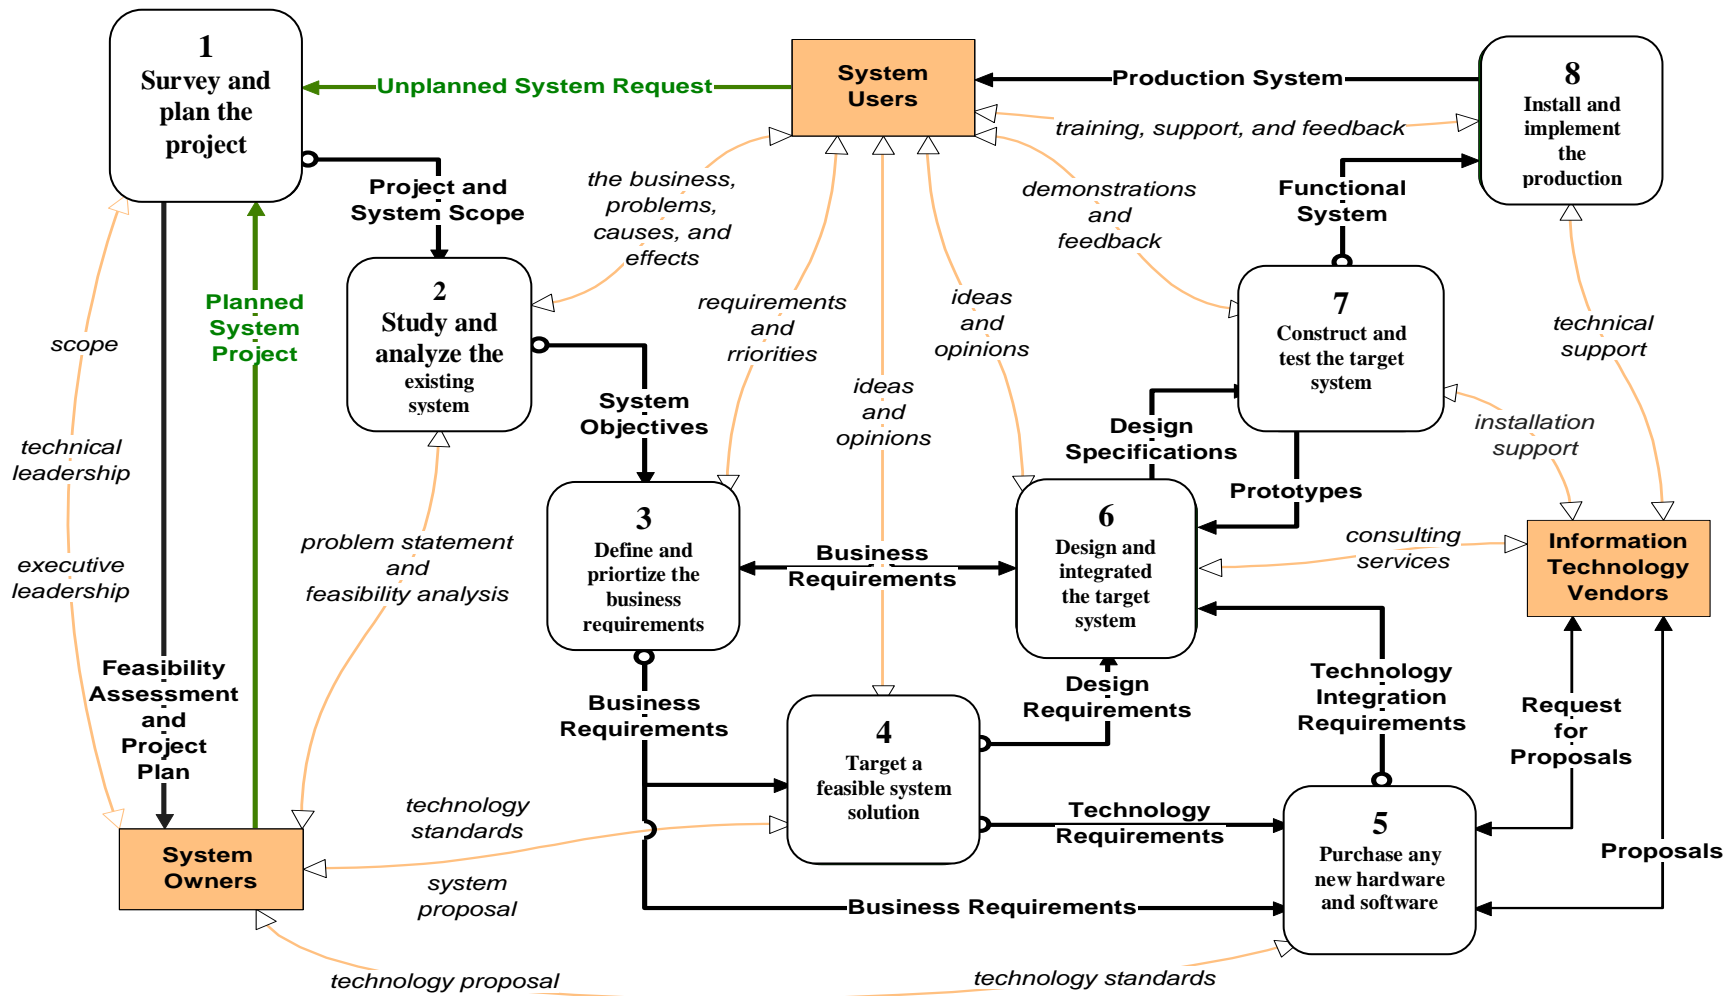 1
Survey and
plan the
project
Unplanned System Request
System
Users
Production System
8
Install and
implement
the
production
training, support, and feedback
Project and
System Scope
the business,
problems,
causes, and
effects
demonstrations
and
feedback
Functional
System
2
Study and
analyze the
existing
system
Planned
System
Project
scope
technical
leadership
executive
leadership
requirements
and
rriorities
ideas
and
opinions
ideas
and
opinions
7
Construct and
test the target
system
technical
support
System
Objectives
Design
Specifications
installation
support
Prototypes
problem statement
and
feasibility analysis
3
Define and
priortize the
business
requirements
Business
Requirements
6
Design and
integrated
the target
system
consulting
services
Information
Technology
Vendors
Feasibility
Assessment
and
Project
Plan
Business
Requirements
Design
Requirements
Technology
Integration
Requirements
Request
for
Proposals
4
Target a
feasible system
solution
technology
standards
Technology
Requirements
5
Purchase any
new hardware
and software
Proposals
System
Owners
system
proposal
Business Requirements
technology proposal
technology standards